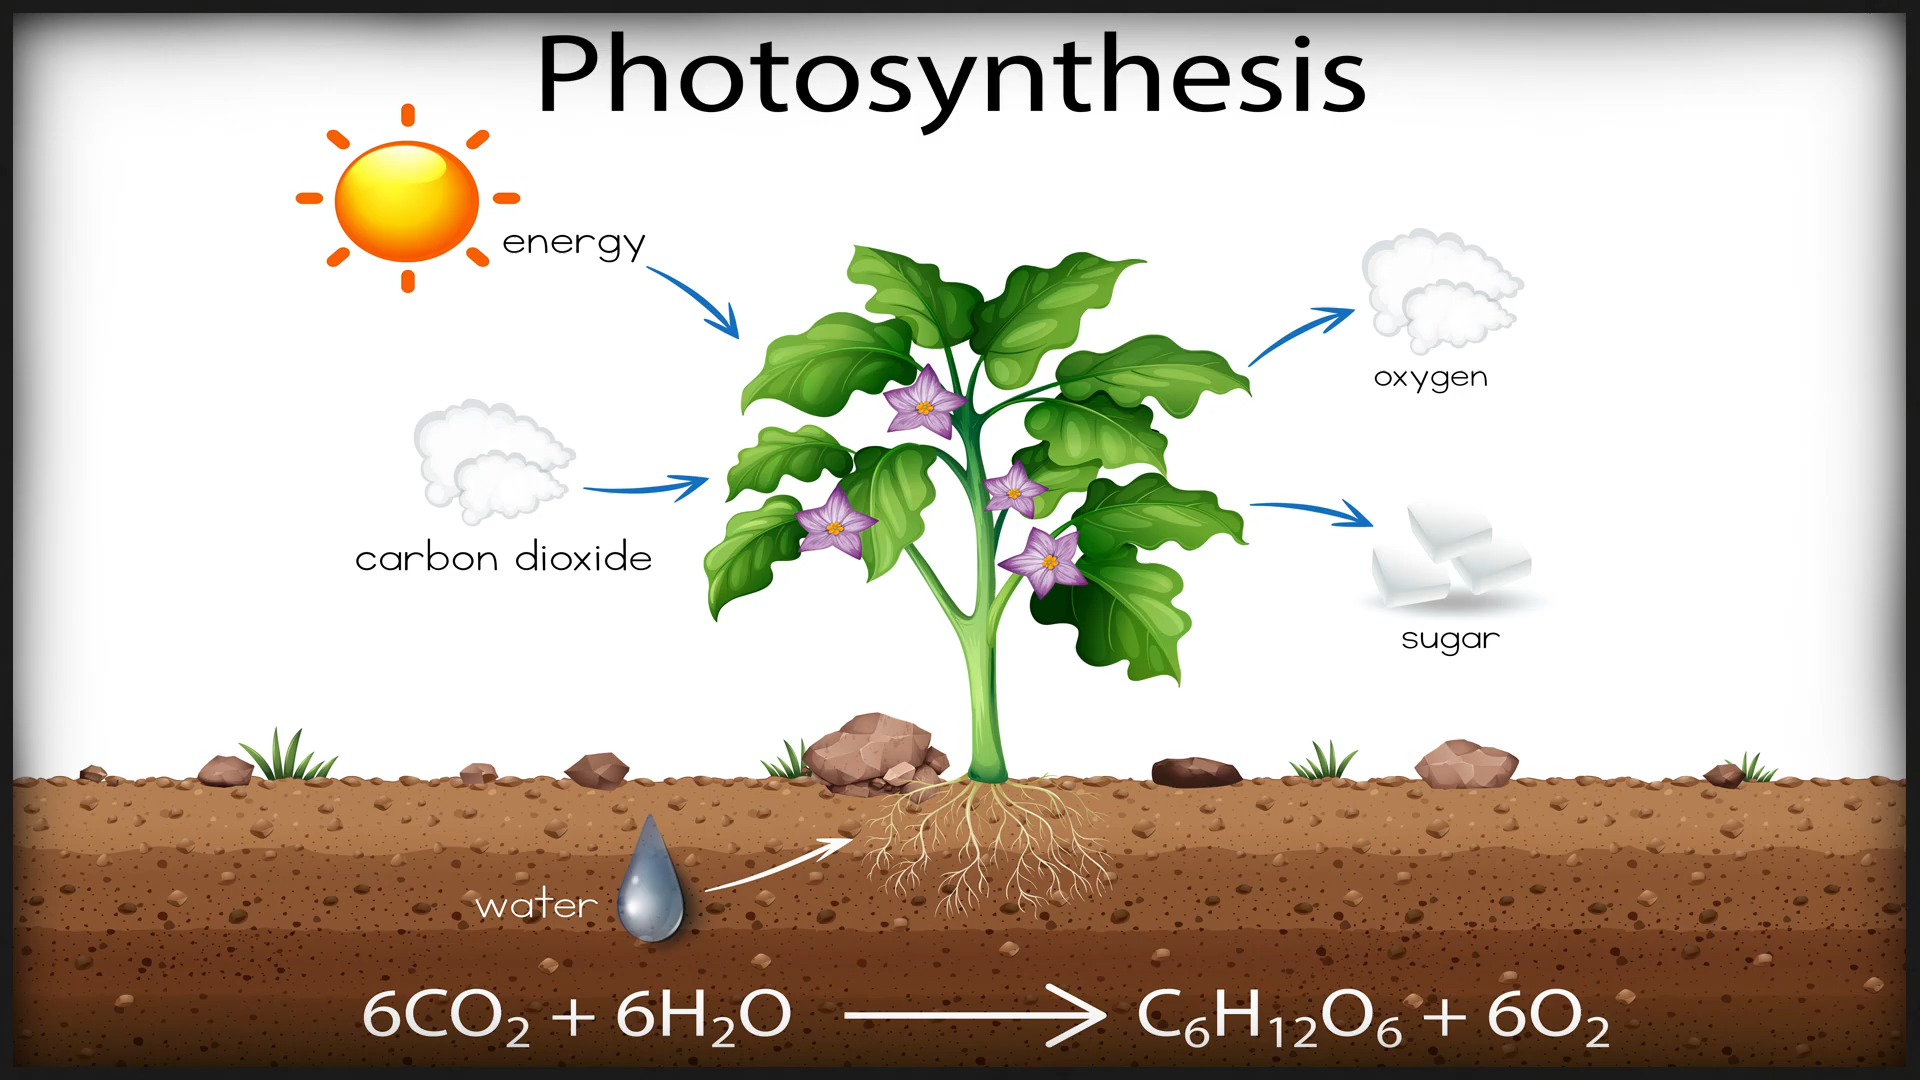 Photosynthesis
energy
oxygen
carbon dioxide
sugar
water
6CO₂ + 6H₂O ⟶ C₆H₁₂O₆ + 6O₂